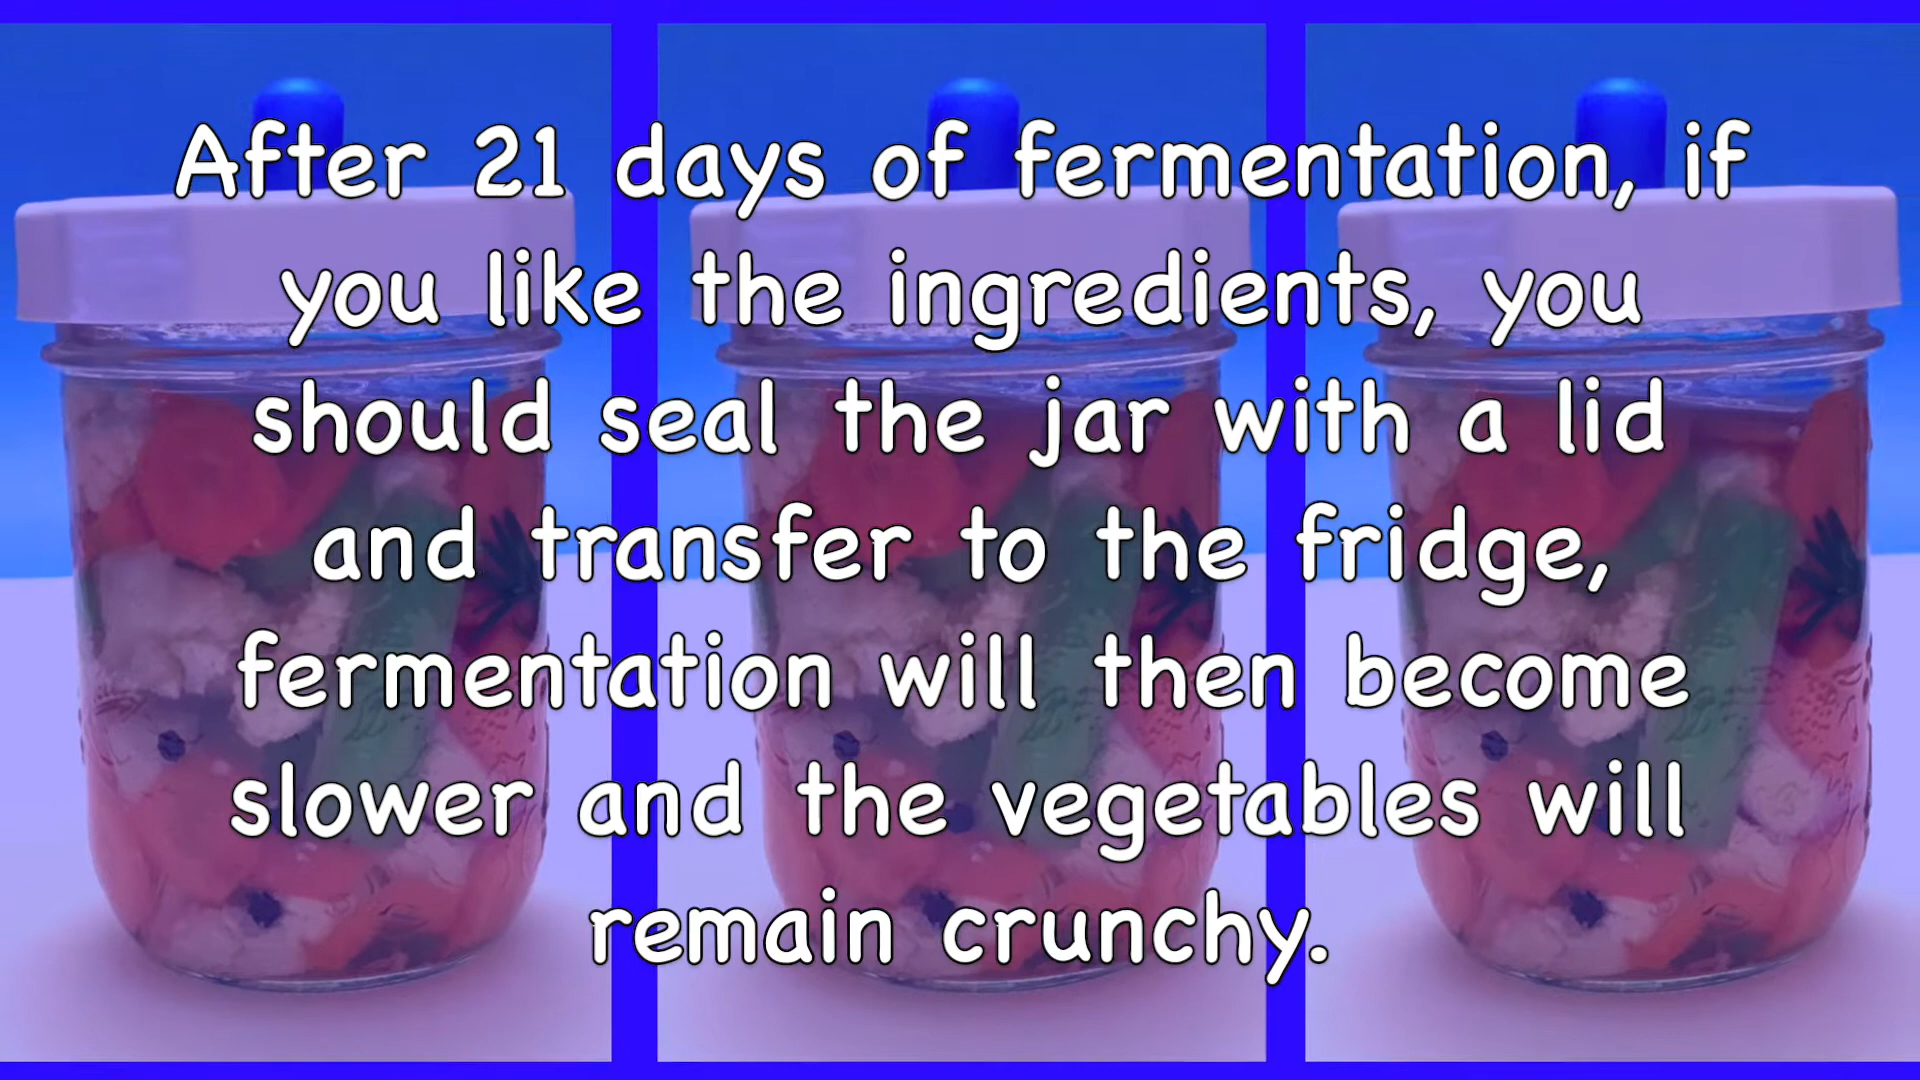 After 21 days of fermentation, if
you like the ingredients, you
should seal the jar with a lid
and transfer to the fridge,
fermentation will then become
slower and the vegetables will
remain crunchy.